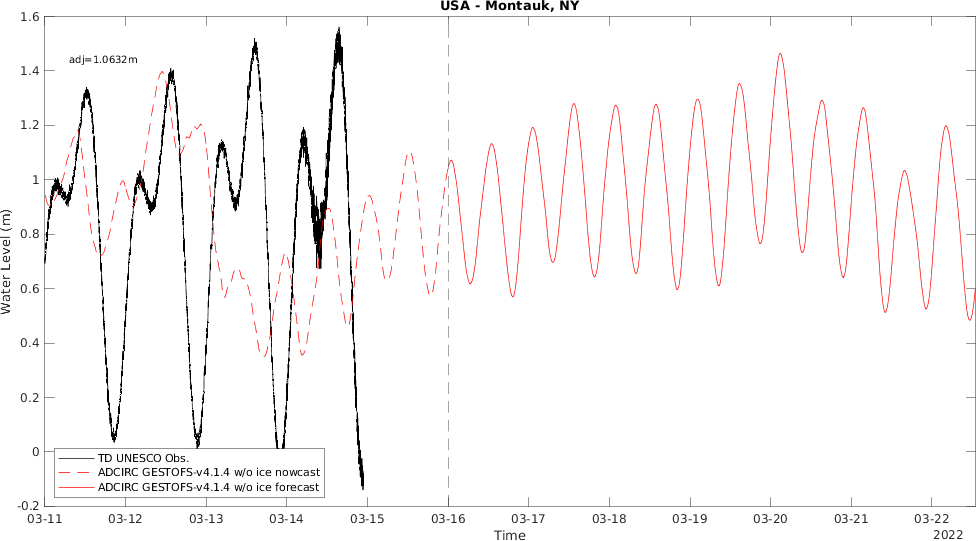 USA - Montauk, NY
1.6
1.4
1.2
1
0.8
0.6
0.4
0.2
0
-0.2
Water Level (m)
adj=1.0632m
TD UNESCO Obs.
ADCIRC GESTOFS-v4.1.4 w/o ice nowcast
ADCIRC GESTOFS-v4.1.4 w/o ice forecast
03-11 03-12 03-13 03-14 03-15 03-16 03-17 03-18 03-19 03-20 03-21 03-22
Time
2022